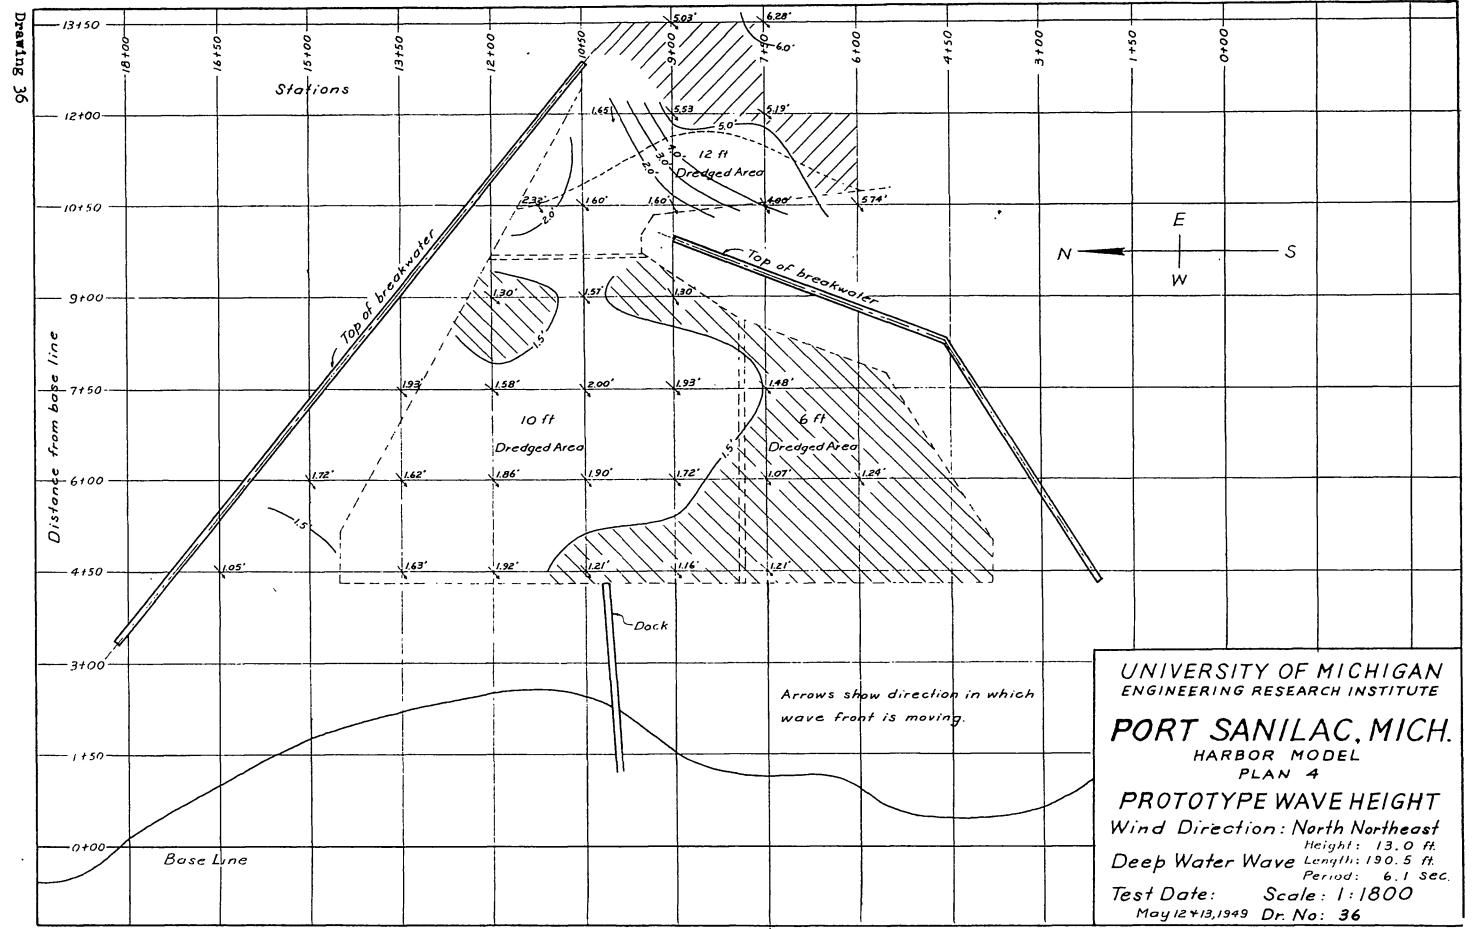 Drawing 36
13+50
18+00
16+50
15+00
13+50
12+00
10+50
9+00
7+50
6+00
4+50
3+00
1+50
0+00
5.03'
6.28'
6.0'
Stations
12+00
1.65'
5.53
5.19'
5.0'
12 ft
Dredged Area
4.0'
3.0'
2.0'
10+50
2.32'
2.0'
1.60'
1.60'
4.00'
5.74'
E
N
S
W
Top of breakwater
Top of breakwater
9+00
1.30'
1.57'
1.30'
1.5'
Distance from base line
7+50
1.93'
1.58'
2.00'
1.93'
1.48'
10 ft
Dredged Area
6 ft
Dredged Area
1.5'
6+00
1.72'
1.62'
1.86'
1.90'
1.72'
1.07'
1.24'
1.5'
4+50
1.05'
1.63'
1.92'
1.21'
1.16'
1.21'
Dock
3+00
Arrows show direction in which
wave front is moving.
1+50
0+00
Base Line
UNIVERSITY OF MICHIGAN
ENGINEERING RESEARCH INSTITUTE
PORT SANILAC, MICH.
HARBOR MODEL
PLAN 4
PROTOTYPE WAVE HEIGHT
Wind Direction: North Northeast
Height: 13.0 ft.
Deep Water Wave Length: 190.5 ft.
Period: 6.1 sec.
Test Date: Scale: 1:1800
May 12+13, 1949 Dr. No: 36